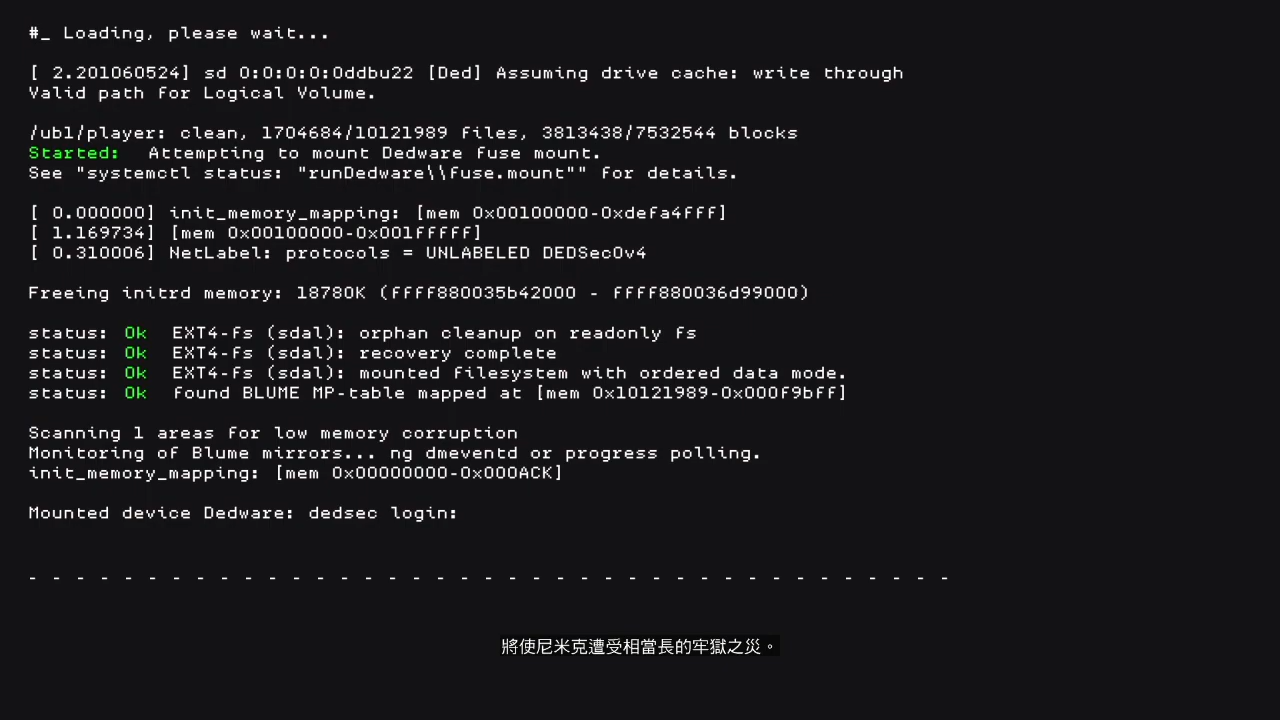 #_ Loading, please wait...
[ 2.201060524] sd 0:0:0:0:0ddbu22 [Ded] Assuming drive cache: write through
Valid path for Logical Volume.
/ubl/player: clean, 1704684/10121989 files, 3813438/7532544 blocks
Started: Attempting to mount Dedware fuse mount.
See "systemctl status: "runDedware\\fuse.mount"" for details.
[ 0.000000] init_memory_mapping: [mem 0x00100000-0xdefa4fff]
[ 1.169734] [mem 0x00100000-0x001fffff]
[ 0.310006] NetLabel: protocols = UNLABELED DEDSec0v4
Freeing initrd memory: 18780K (ffff880035b42000 - ffff880036d99000)
status: Ok EXT4-fs (sdal): orphan cleanup on readonly fs
status: Ok EXT4-fs (sdal): recovery complete
status: Ok EXT4-fs (sdal): mounted filesystem with ordered data mode.
status: Ok found BLUME MP-table mapped at [mem 0x10121989-0x000f9bff]
Scanning 1 areas for low memory corruption
Monitoring of Blume mirrors... ng dmeventd or progress polling.
init_memory_mapping: [mem 0x00000000-0x000ACK]
Mounted device Dedware: dedsec login:
- - - - - - - - - - - - - - - - - - - - - - - - - - - - - - - - - - - - - - -
將使尼米克遭受相當長的牢獄之災。